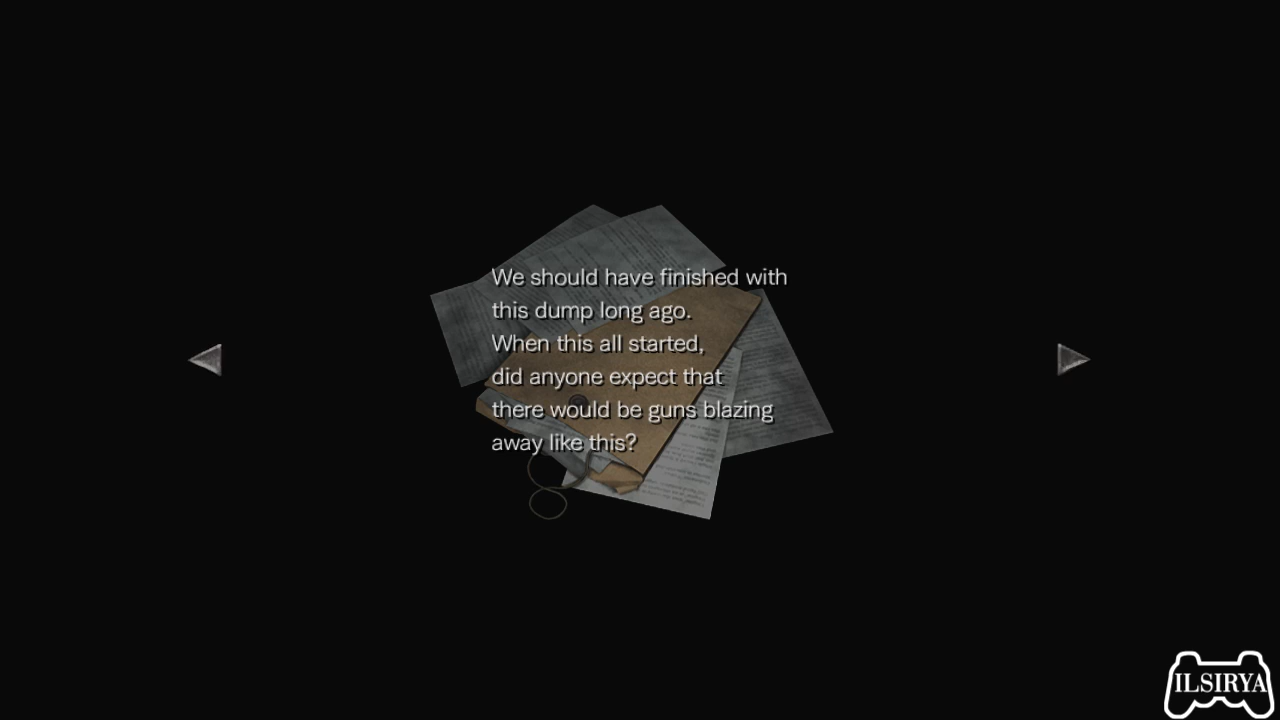 We should have finished with
this dump long ago.
When this all started,
did anyone expect that
there would be guns blazing
away like this?
ILSIRYA